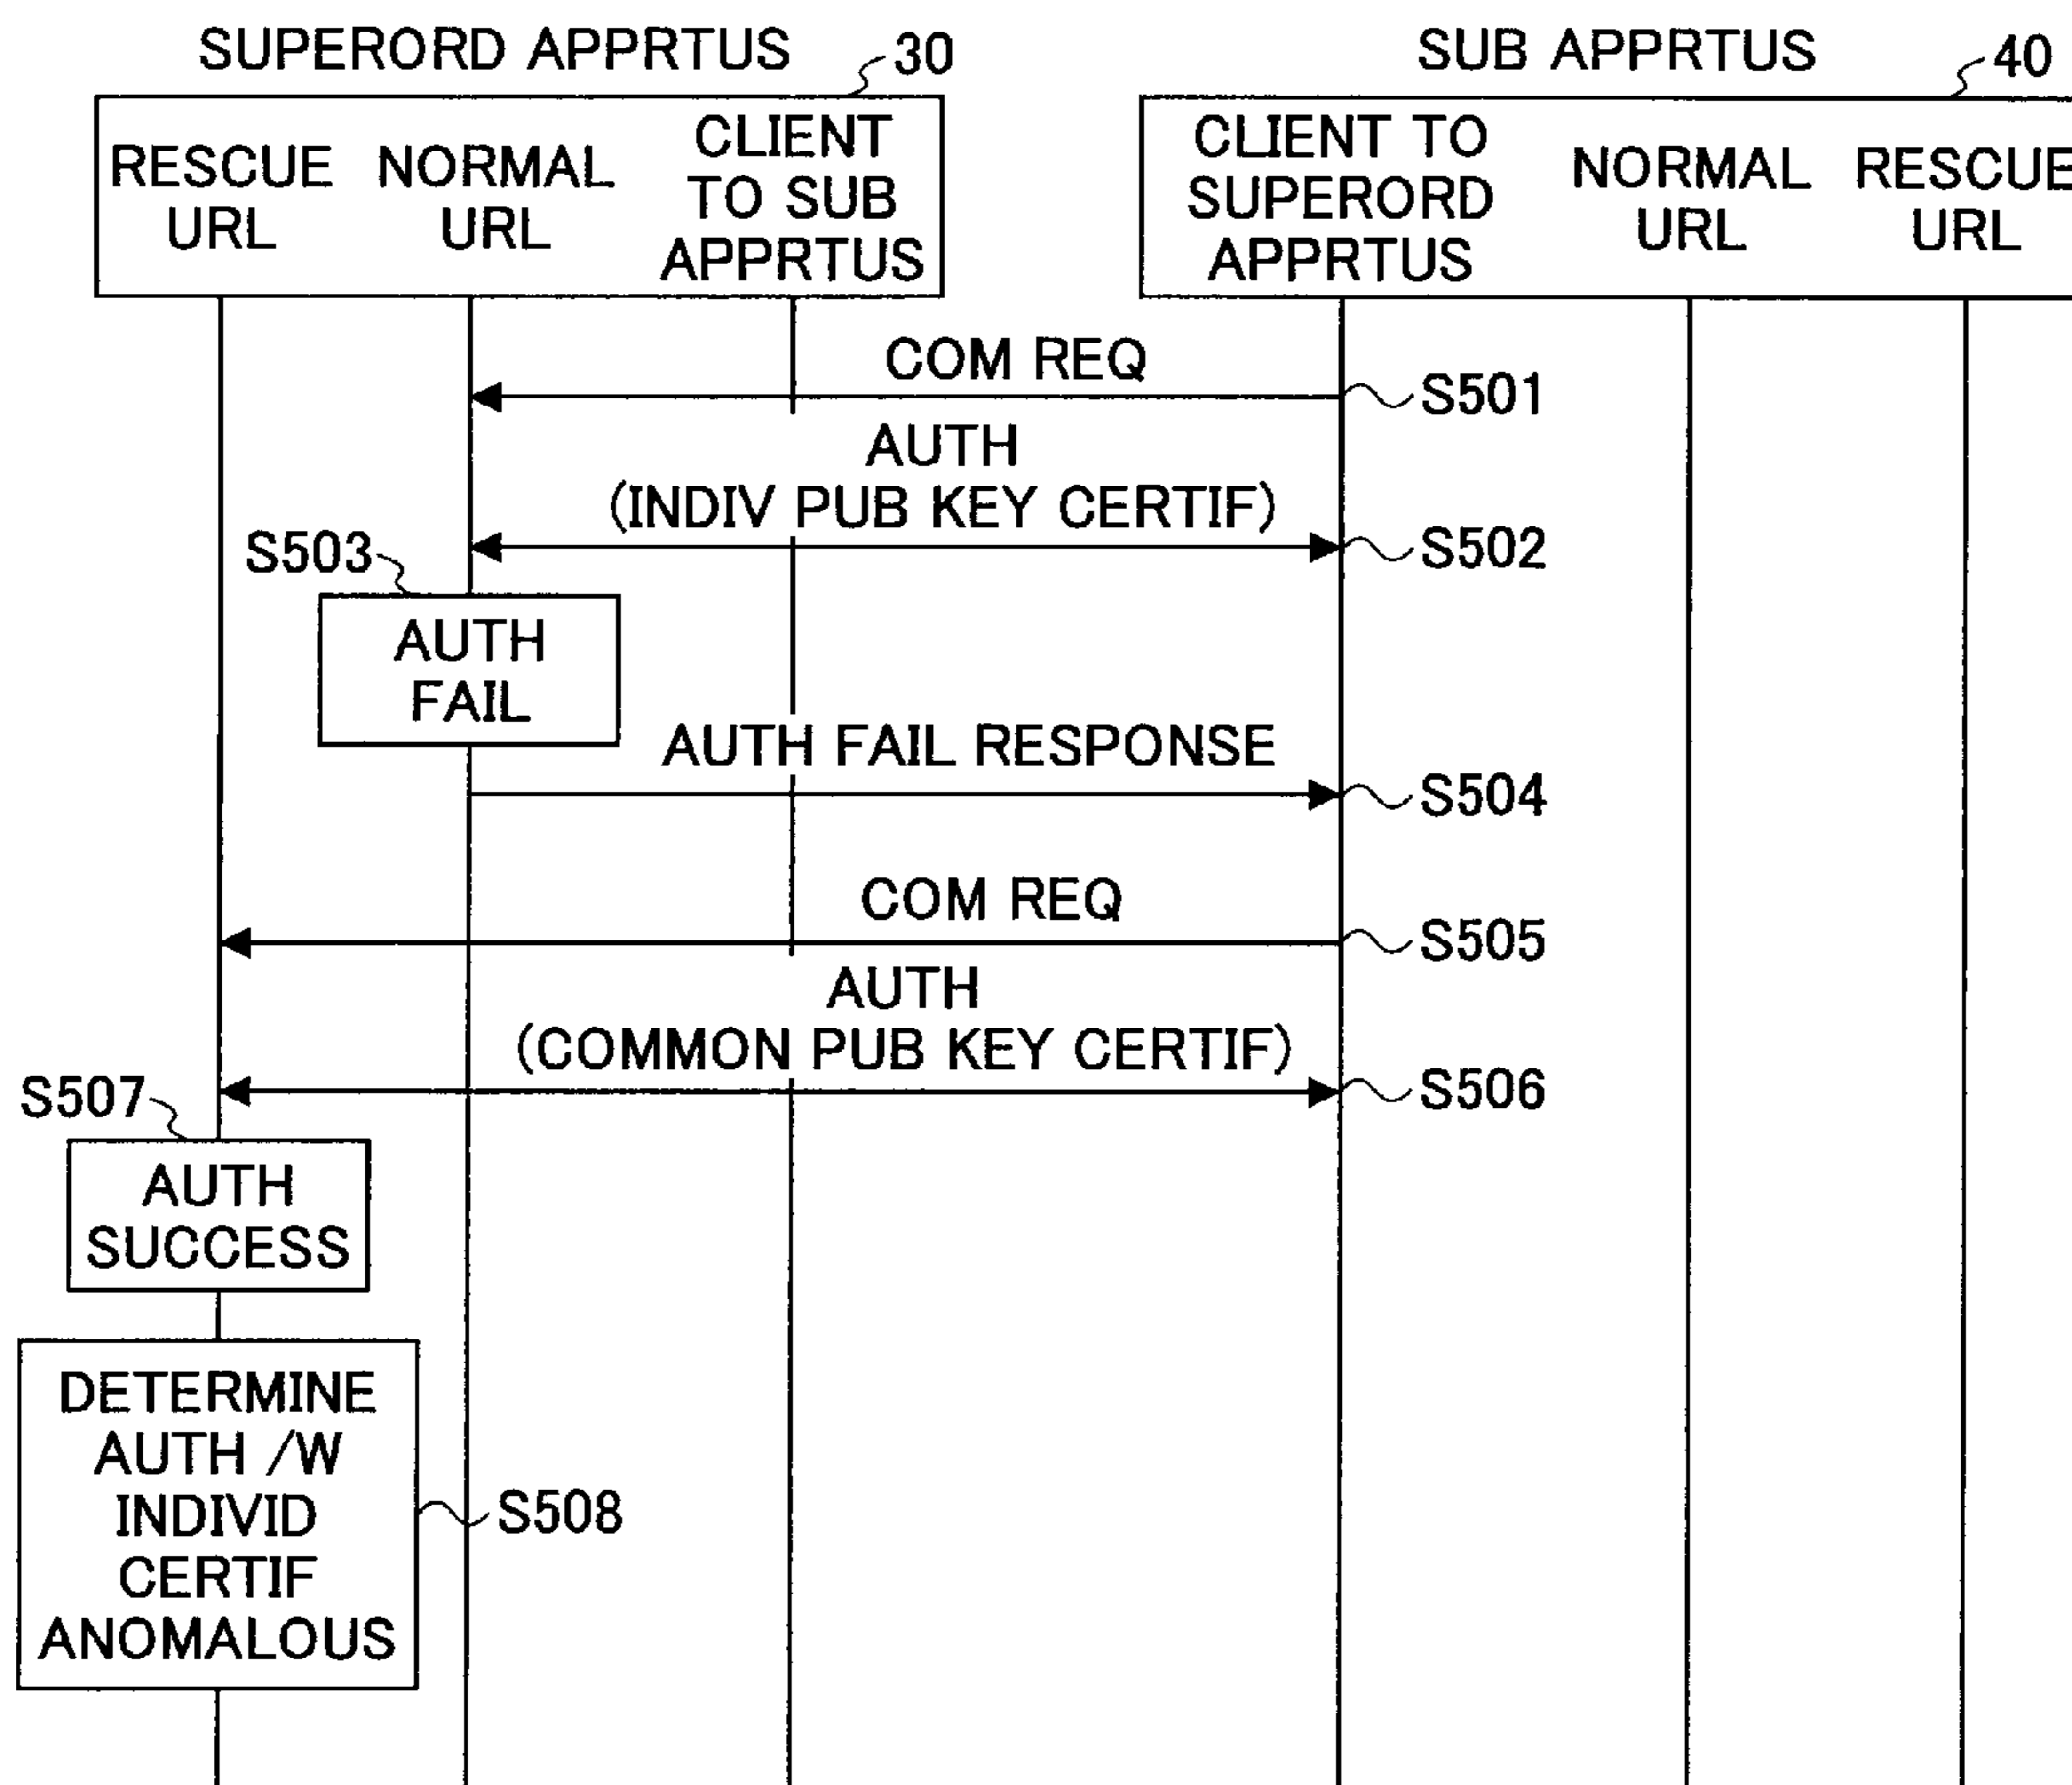 SUPERORD APPRTUS
30
SUB APPRTUS
40
RESCUE
URL
NORMAL
URL
CLIENT
TO SUB
APPRTUS
CLIENT TO
SUPERORD
APPRTUS
NORMAL
URL
RESCUE
URL
COM REQ
S501
AUTH
(INDIV PUB KEY CERTIF)
S502
S503
AUTH
FAIL
AUTH FAIL RESPONSE
S504
COM REQ
S505
AUTH
(COMMON PUB KEY CERTIF)
S506
S507
AUTH
SUCCESS
DETERMINE
AUTH /W
INDIVID
CERTIF
ANOMALOUS
S508